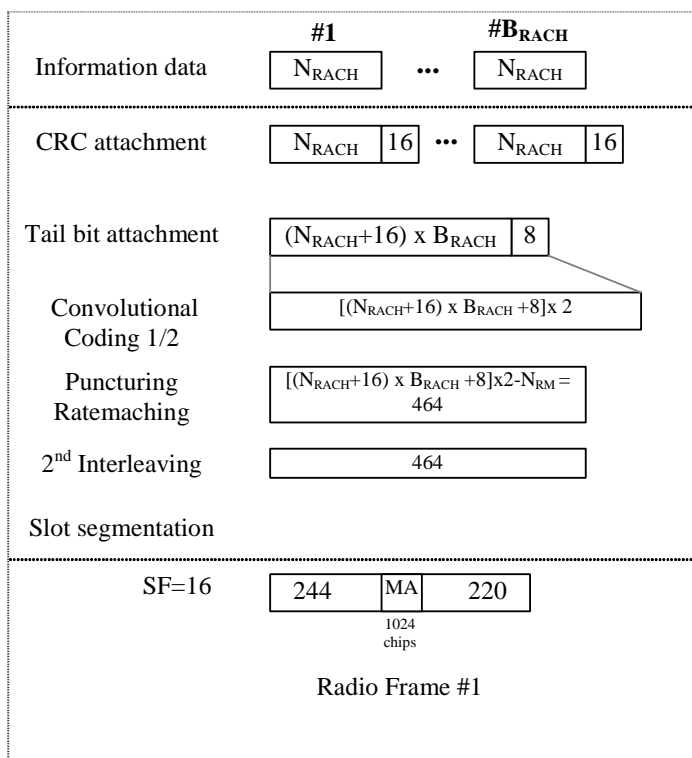 #1 #B_RACH
Information data N_RACH ... N_RACH
CRC attachment N_RACH 16 ... N_RACH 16
Tail bit attachment (N_RACH+16) x B_RACH 8
Convolutional Coding 1/2 [(N_RACH+16) x B_RACH +8]x 2
Puncturing Ratemaching [(N_RACH+16) x B_RACH +8]x2-N_RM = 464
2nd Interleaving 464
Slot segmentation
SF=16 244 MA 220
1024
chips
Radio Frame #1